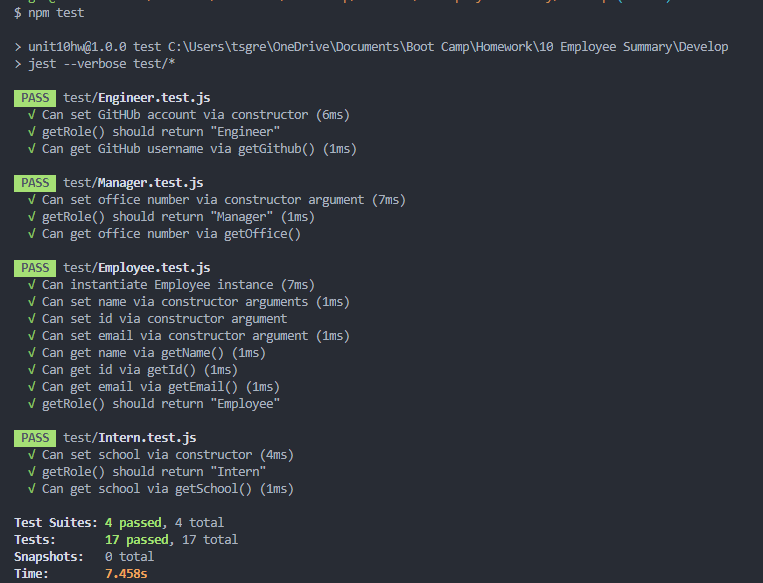 $ npm test
> unit10hw@1.0.0 test C:\Users\tsgre\OneDrive\Documents\Boot Camp\Homework\10 Employee Summary\Develop
> jest --verbose test/*
PASS test/Engineer.test.js
√ Can set GitHUb account via constructor (6ms)
√ getRole() should return "Engineer"
√ Can get GitHub username via getGithub() (1ms)
PASS test/Manager.test.js
√ Can set office number via constructor argument (7ms)
√ getRole() should return "Manager" (1ms)
√ Can get office number via getOffice()
PASS test/Employee.test.js
√ Can instantiate Employee instance (7ms)
√ Can set name via constructor arguments (1ms)
√ Can set id via constructor argument
√ Can set email via constructor argument (1ms)
√ Can get name via getName() (1ms)
√ Can get id via getId() (1ms)
√ Can get email via getEmail() (1ms)
√ getRole() should return "Employee"
PASS test/Intern.test.js
√ Can set school via constructor (4ms)
√ getRole() should return "Intern"
√ Can get school via getSchool() (1ms)
Test Suites: 4 passed, 4 total
Tests: 17 passed, 17 total
Snapshots: 0 total
Time: 7.458s